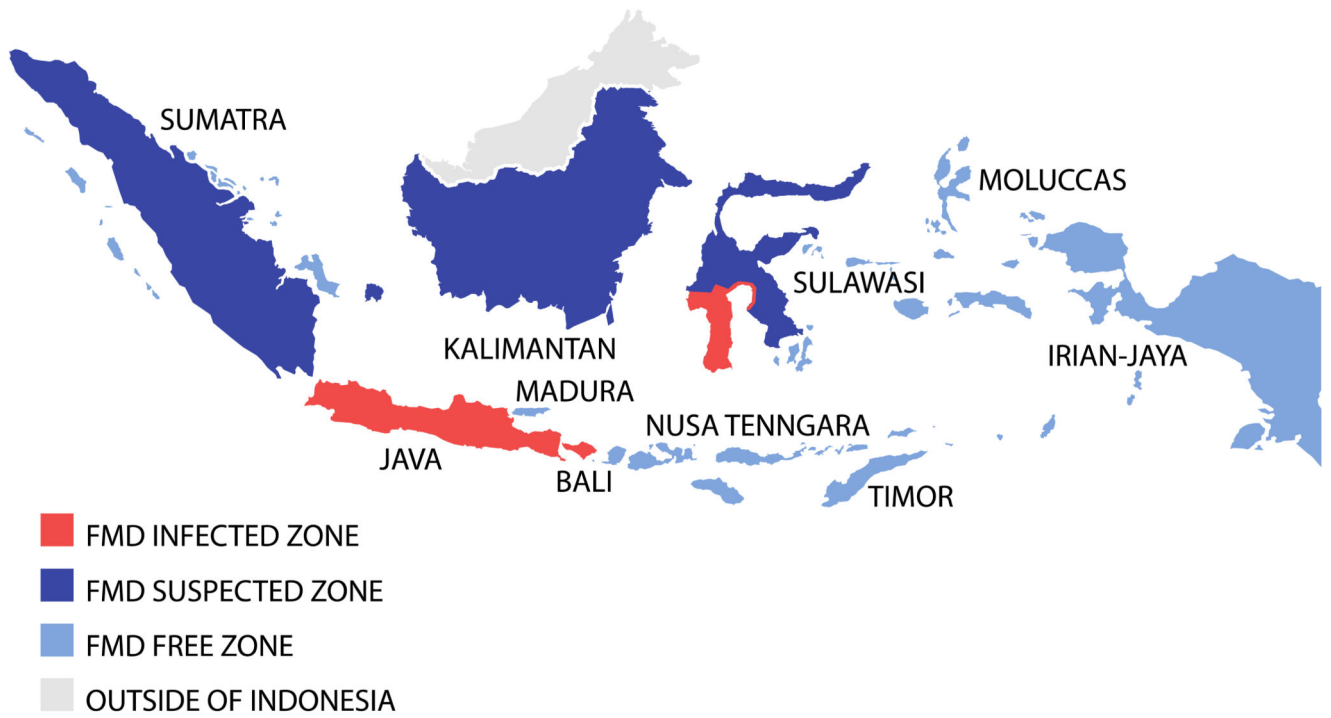 SUMATRA
MOLUCCAS
SULAWASI
KALIMANTAN
IRIAN-JAYA
MADURA
NUSA TENNGARA
JAVA
BALI
TIMOR
FMD INFECTED ZONE
FMD SUSPECTED ZONE
FMD FREE ZONE
OUTSIDE OF INDONESIA